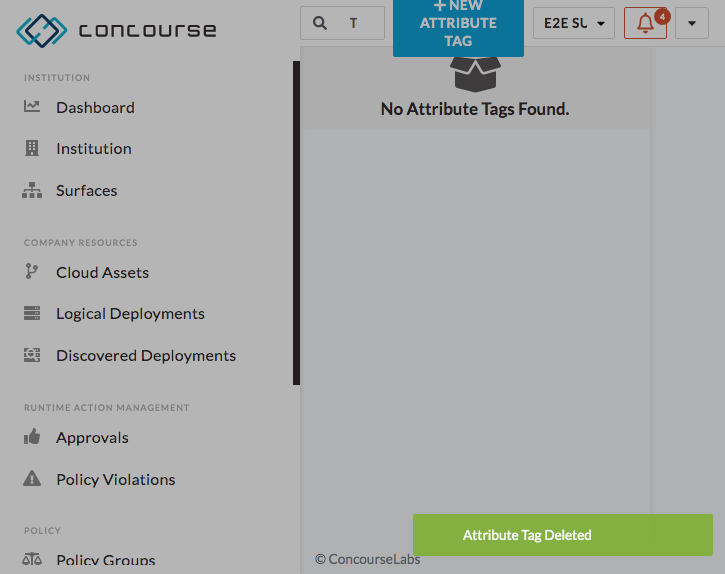 concourse
T
NEW
ATTRIBUTE
TAG
E2E SU
4
INSTITUTION
Dashboard
Institution
Surfaces
COMPANY RESOURCES
Cloud Assets
Logical Deployments
Discovered Deployments
RUNTIME ACTION MANAGEMENT
Approvals
Policy Violations
POLICY
Policy Groups
No Attribute Tags Found.
Attribute Tag Deleted
© ConcourseLabs